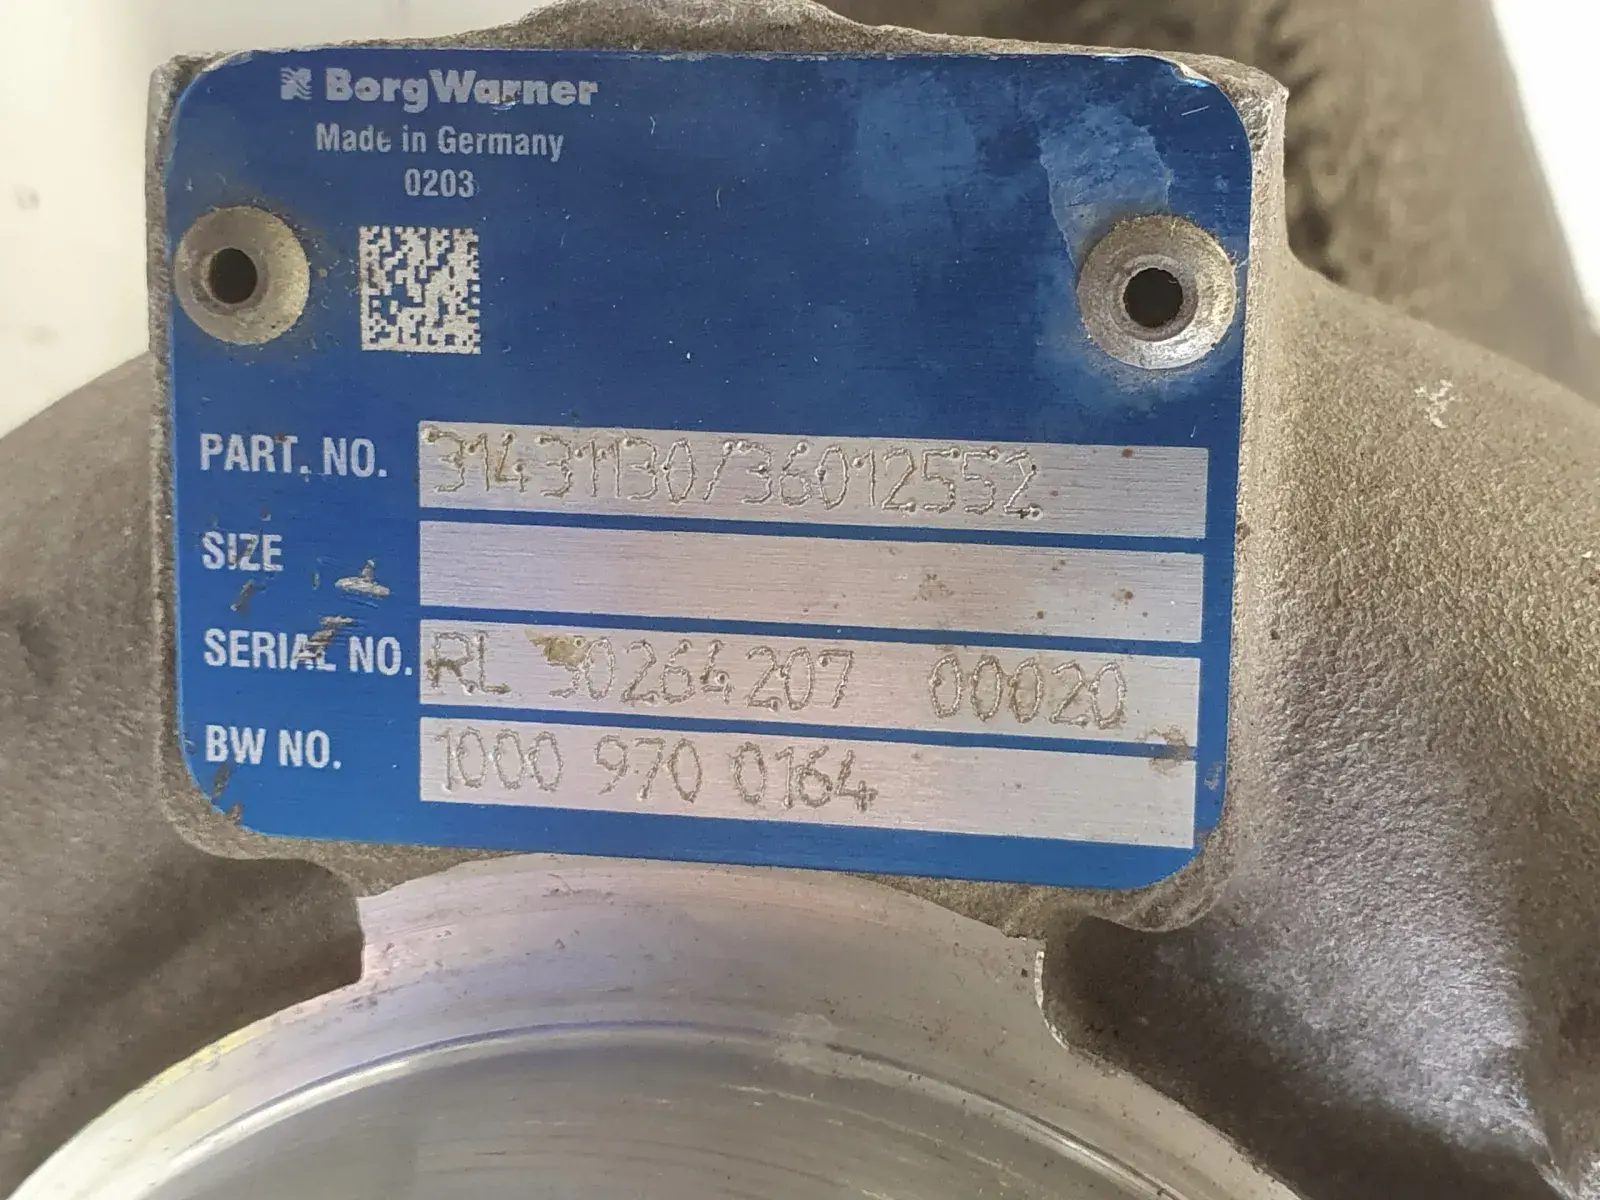 BorgWarner
Made in Germany
0203
PART. NO. 31431130/36012552
SIZE
SERIAL NO. RL 30264207 00020
BW NO. 1000 970 0164